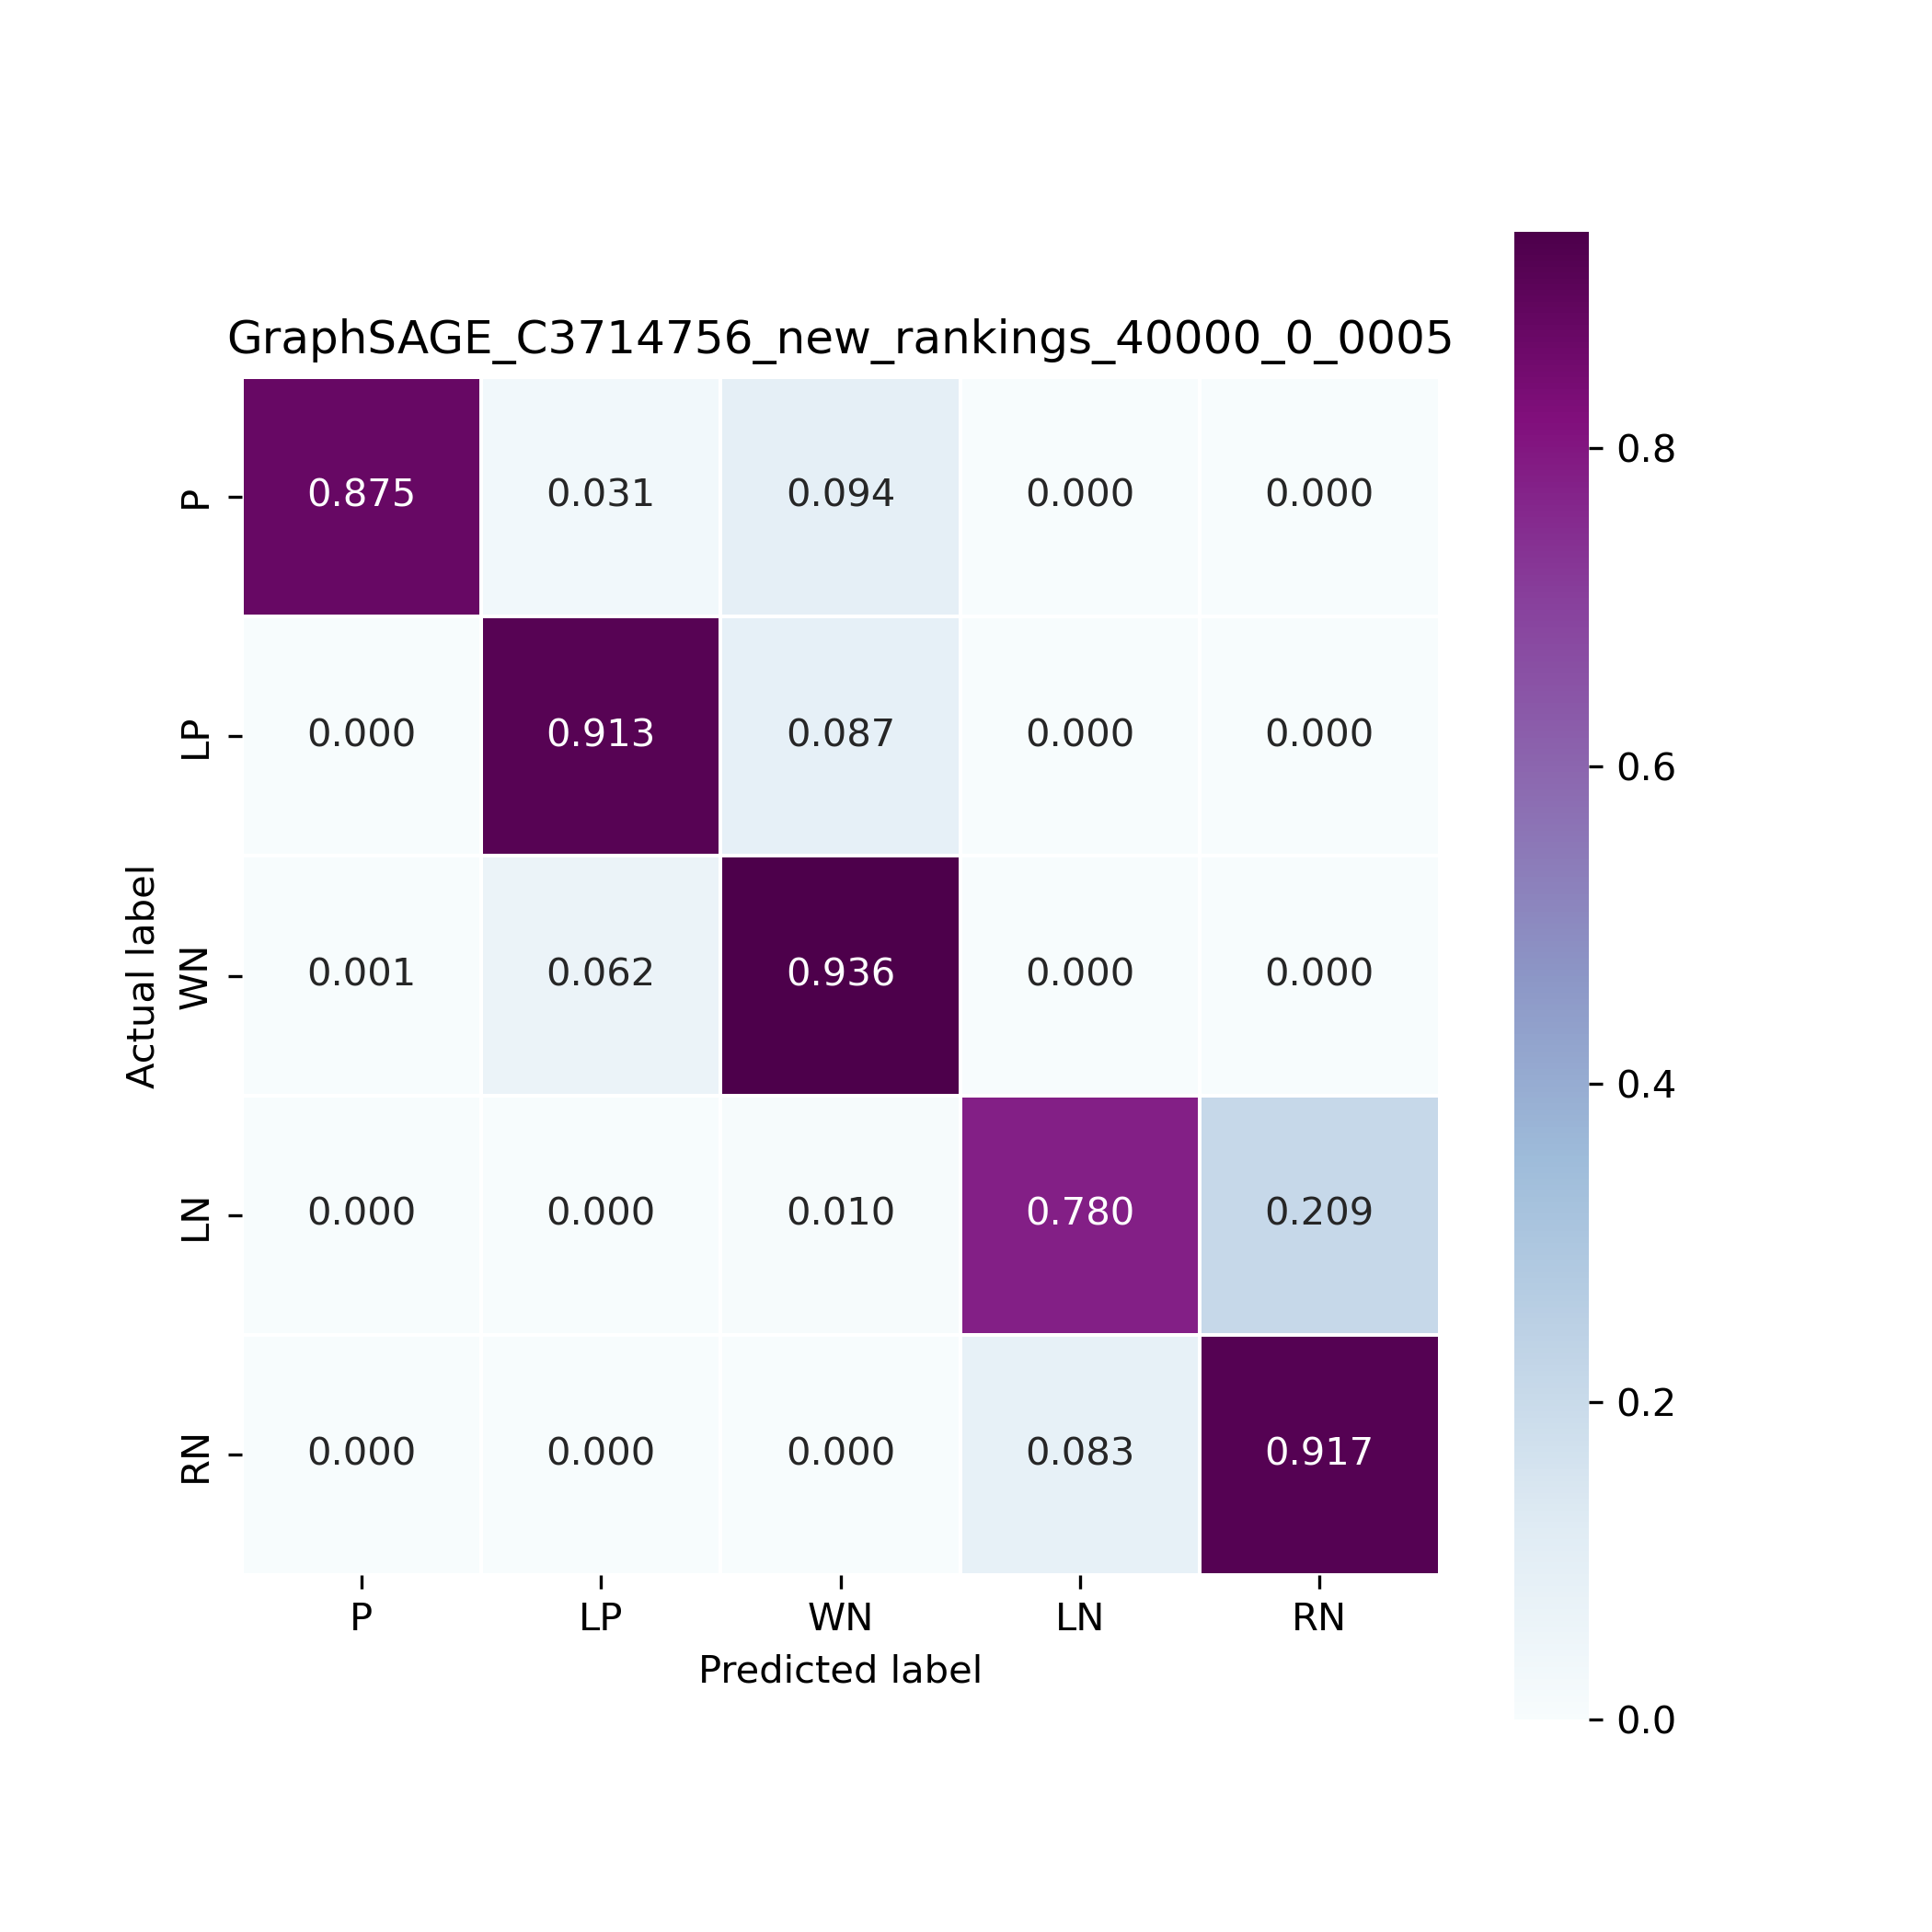 GraphSAGE_C3714756_new_rankings_40000_0_0005
P 0.875 0.031 0.094 0.000 0.000
LP 0.000 0.913 0.087 0.000 0.000
WN 0.001 0.062 0.936 0.000 0.000
LN 0.000 0.000 0.010 0.780 0.209
RN 0.000 0.000 0.000 0.083 0.917
P LP WN LN RN
Predicted label
Actual label
0.8
0.6
0.4
0.2
0.0